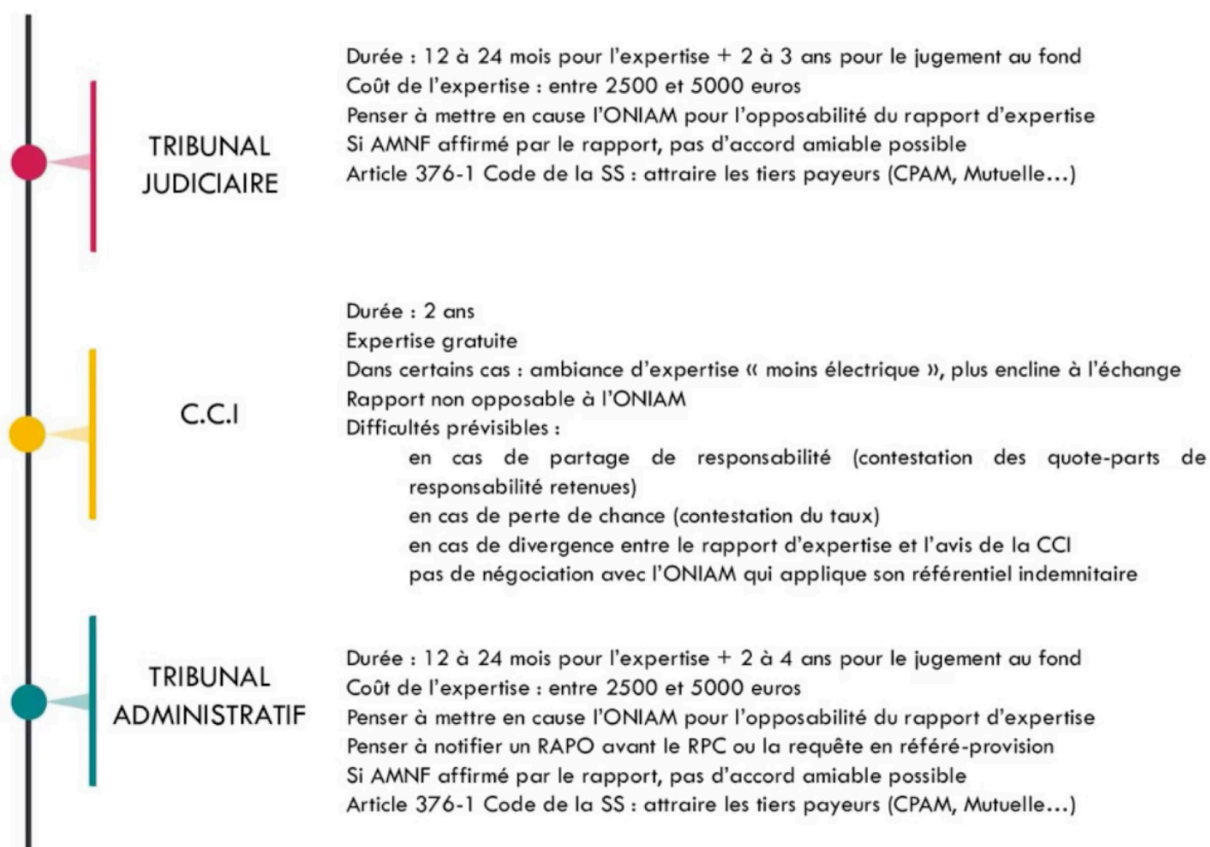 TRIBUNAL
JUDICIAIRE
Durée : 12 à 24 mois pour l'expertise + 2 à 3 ans pour le jugement au fond
Coût de l'expertise : entre 2500 et 5000 euros
Penser à mettre en cause l'ONIAM pour l'opposabilité du rapport d'expertise
Si AMNF affirmé par le rapport, pas d'accord amiable possible
Article 376-1 Code de la SS : attraire les tiers payeurs (CPAM, Mutuelle...)
C.C.I
Durée : 2 ans
Expertise gratuite
Dans certains cas : ambiance d'expertise « moins électrique », plus encline à l'échange
Rapport non opposable à l'ONIAM
Difficultés prévisibles :
en cas de partage de responsabilité (contestation des quote-parts de
responsabilité retenues)
en cas de perte de chance (contestation du taux)
en cas de divergence entre le rapport d'expertise et l'avis de la CCI
pas de négociation avec l'ONIAM qui applique son référentiel indemnitaire
TRIBUNAL
ADMINISTRATIF
Durée : 12 à 24 mois pour l'expertise + 2 à 4 ans pour le jugement au fond
Coût de l'expertise : entre 2500 et 5000 euros
Penser à mettre en cause l'ONIAM pour l'opposabilité du rapport d'expertise
Penser à notifier un RAPO avant le RPC ou la requête en référé-provision
Si AMNF affirmé par le rapport, pas d'accord amiable possible
Article 376-1 Code de la SS : attraire les tiers payeurs (CPAM, Mutuelle...)